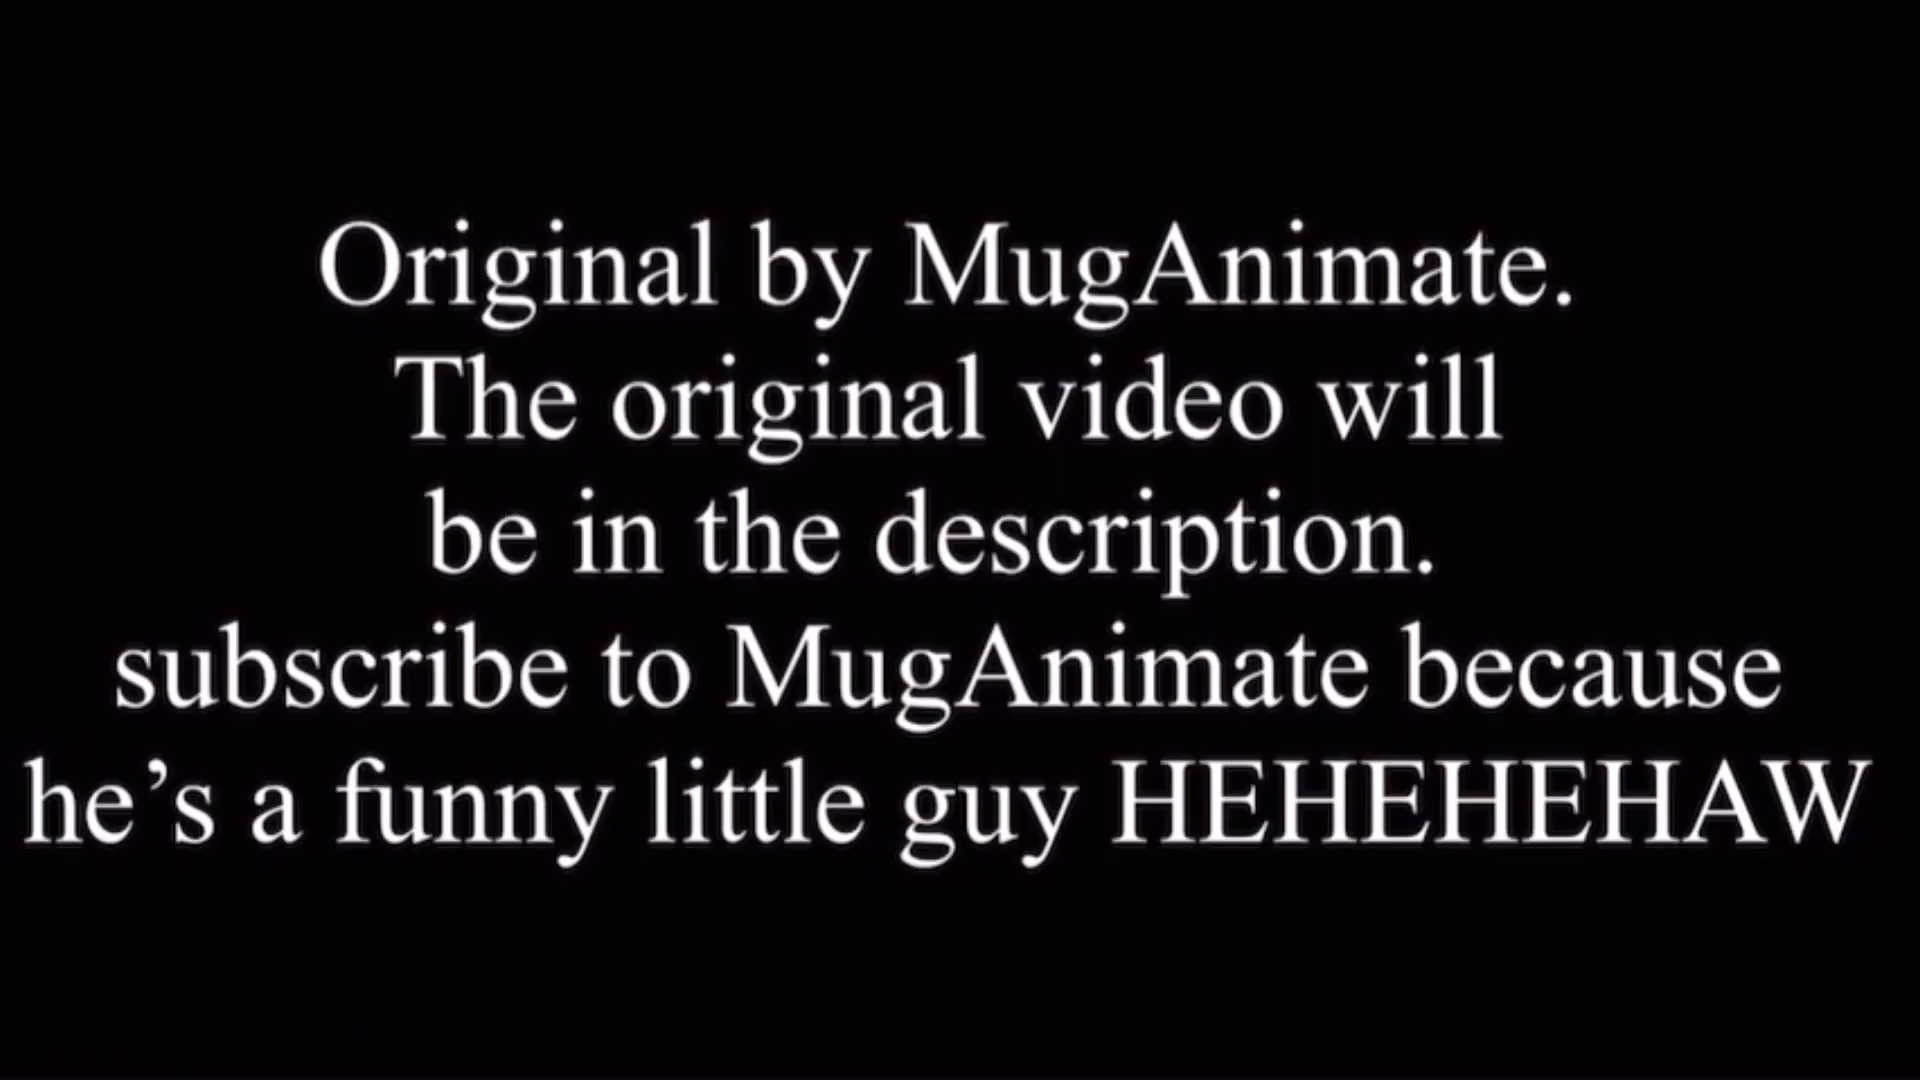 Original by MugAnimate.
The original video will
be in the description.
subscribe to MugAnimate because
he’s a funny little guy HEHEHEHAW